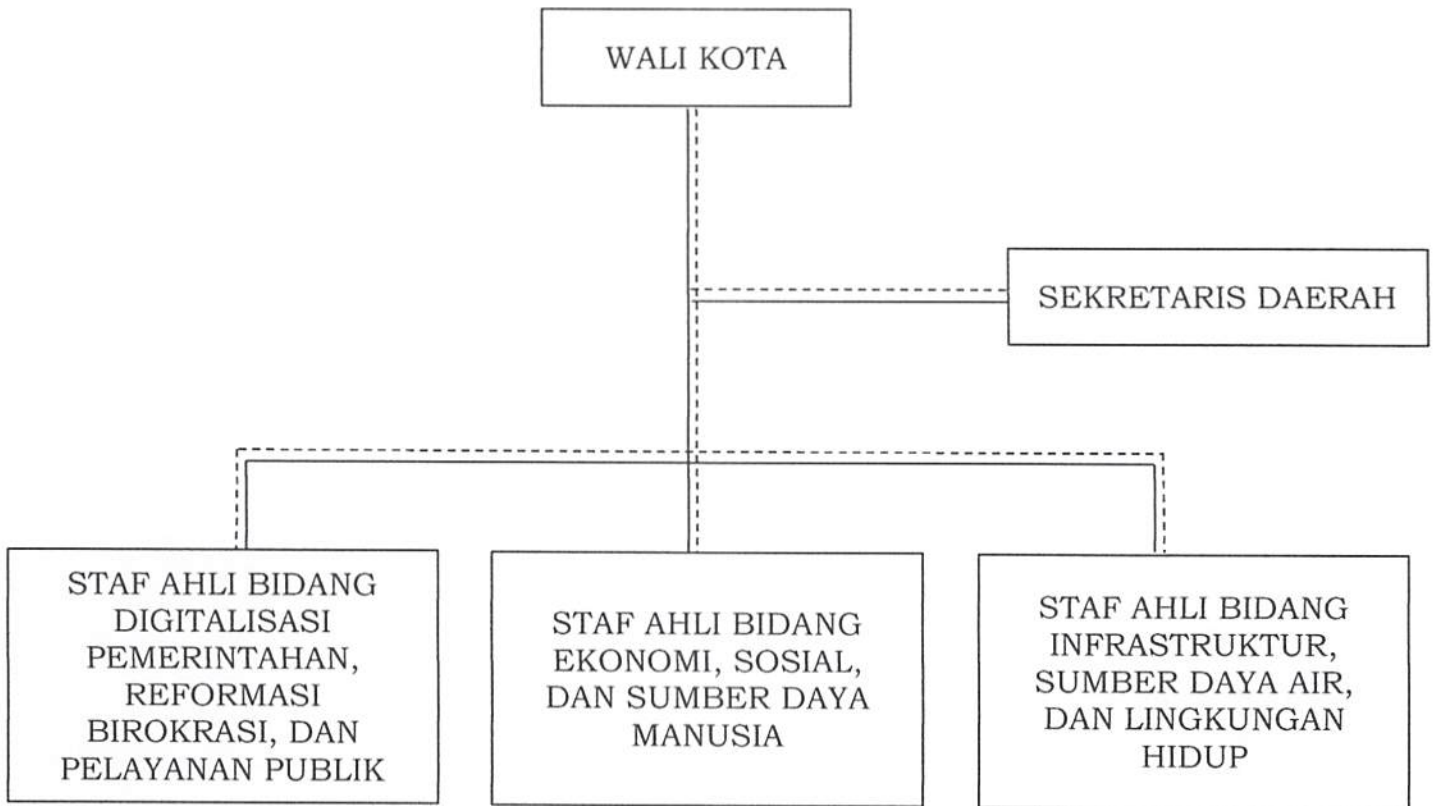 WALI KOTA
SEKRETARIS DAERAH
STAF AHLI BIDANG
DIGITALISASI
PEMERINTAHAN,
REFORMASI
BIROKRASI, DAN
PELAYANAN PUBLIK
STAF AHLI BIDANG
EKONOMI, SOSIAL,
DAN SUMBER DAYA
MANUSIA
STAF AHLI BIDANG
INFRASTRUKTUR,
SUMBER DAYA AIR,
DAN LINGKUNGAN
HIDUP